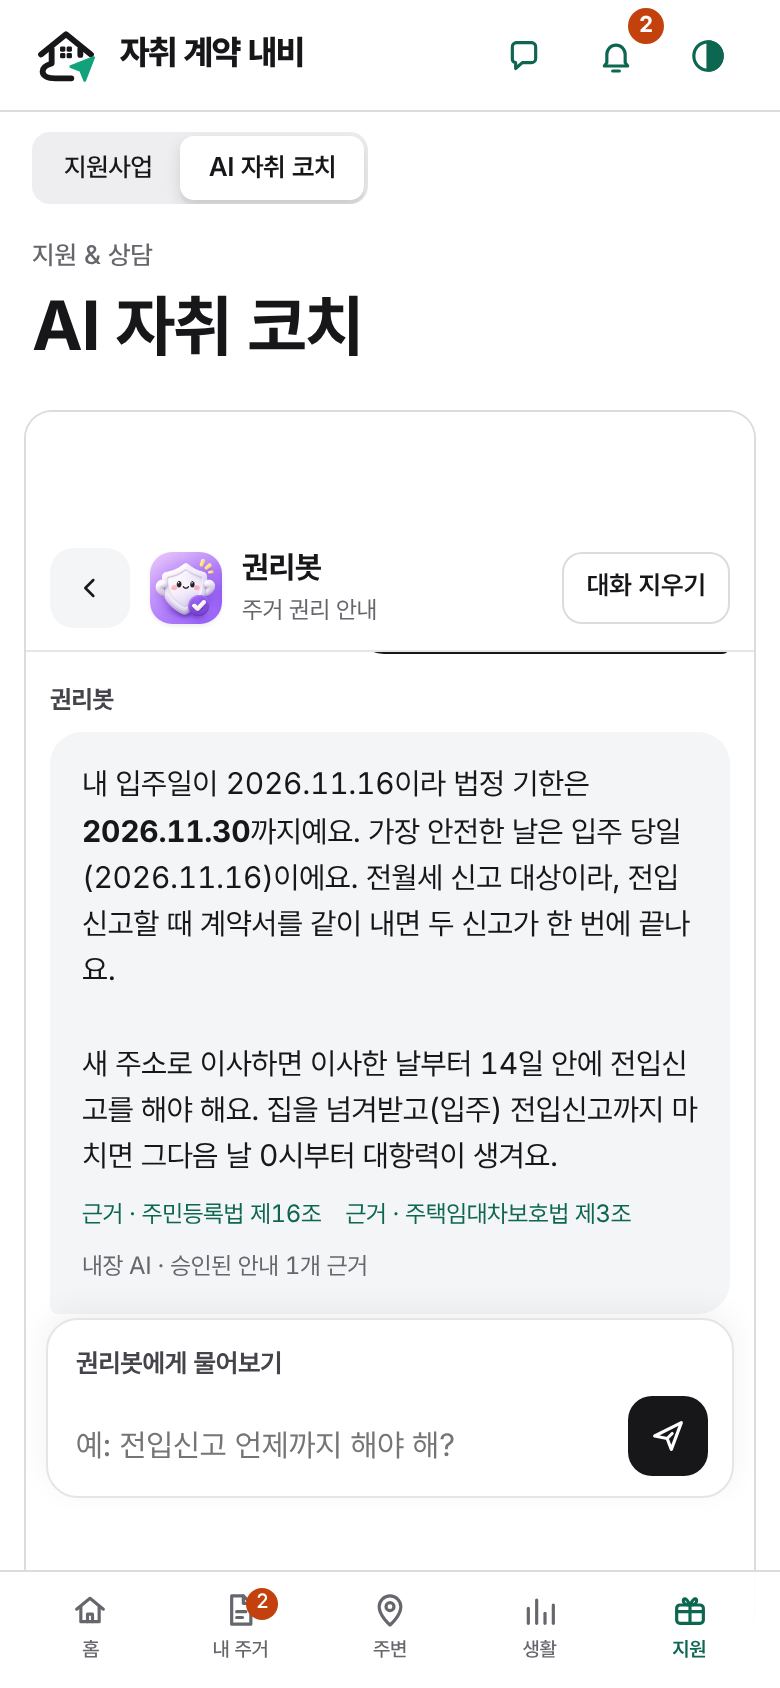 자취 계약 내비
2
지원사업
AI 자취 코치
지원 & 상담
AI 자취 코치
권리봇
주거 권리 안내
대화 지우기
권리봇
내 입주일이 2026.11.16이라 법정 기한은
2026.11.30까지예요. 가장 안전한 날은 입주 당일
(2026.11.16)이에요. 전월세 신고 대상이라, 전입
신고할 때 계약서를 같이 내면 두 신고가 한 번에 끝나
요.
새 주소로 이사하면 이사한 날부터 14일 안에 전입신
고를 해야 해요. 집을 넘겨받고(입주) 전입신고까지 마
치면 그다음 날 0시부터 대항력이 생겨요.
근거 · 주민등록법 제16조 근거 · 주택임대차보호법 제3조
내장 AI · 승인된 안내 1개 근거
권리봇에게 물어보기
예: 전입신고 언제까지 해야 해?
2
홈
내 주거
주변
생활
지원